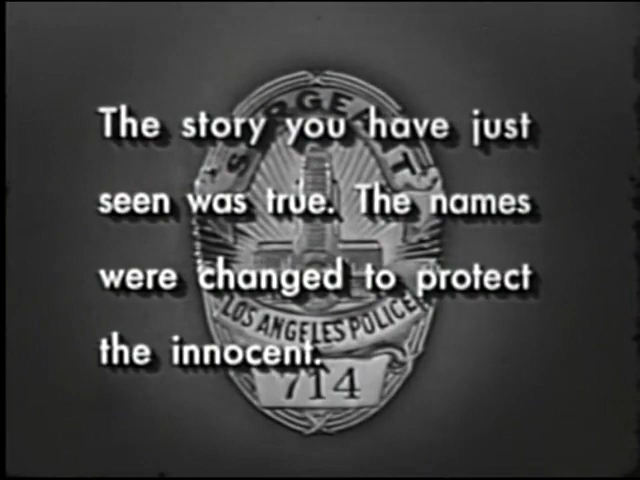 The story you have just
seen was true. The names
were changed to protect
the innocent.
SERGEANT
LOS ANGELES POLICE
714